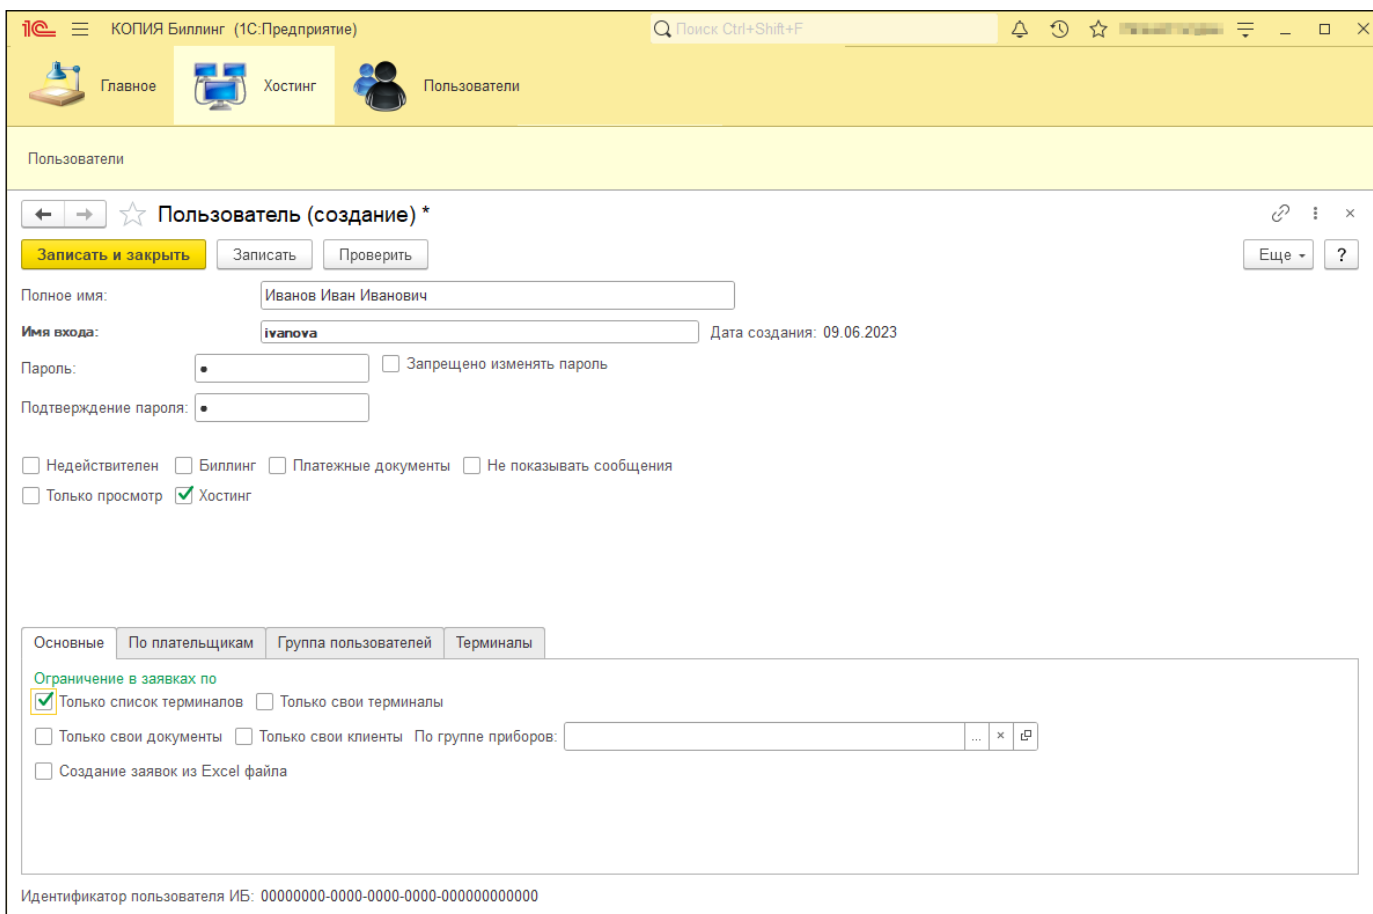 КОПИЯ Биллинг (1С:Предприятие) Поиск Ctrl+Shift+F
Главное Хостинг Пользователи
Пользователи
Пользователь (создание) *
Записать и закрыть Записать Проверить Еще ?
Полное имя: Иванов Иван Иванович
Имя входа: ivanova Дата создания: 09.06.2023
Пароль: ● Запрещено изменять пароль
Подтверждение пароля: ●
Недействителен Биллинг Платежные документы Не показывать сообщения
Только просмотр Хостинг
Основные По плательщикам Группа пользователей Терминалы
Ограничение в заявках по
Только список терминалов Только свои терминалы
Только свои документы Только свои клиенты По группе приборов: ...
Создание заявок из Excel файла
Идентификатор пользователя ИБ: 00000000-0000-0000-0000-000000000000